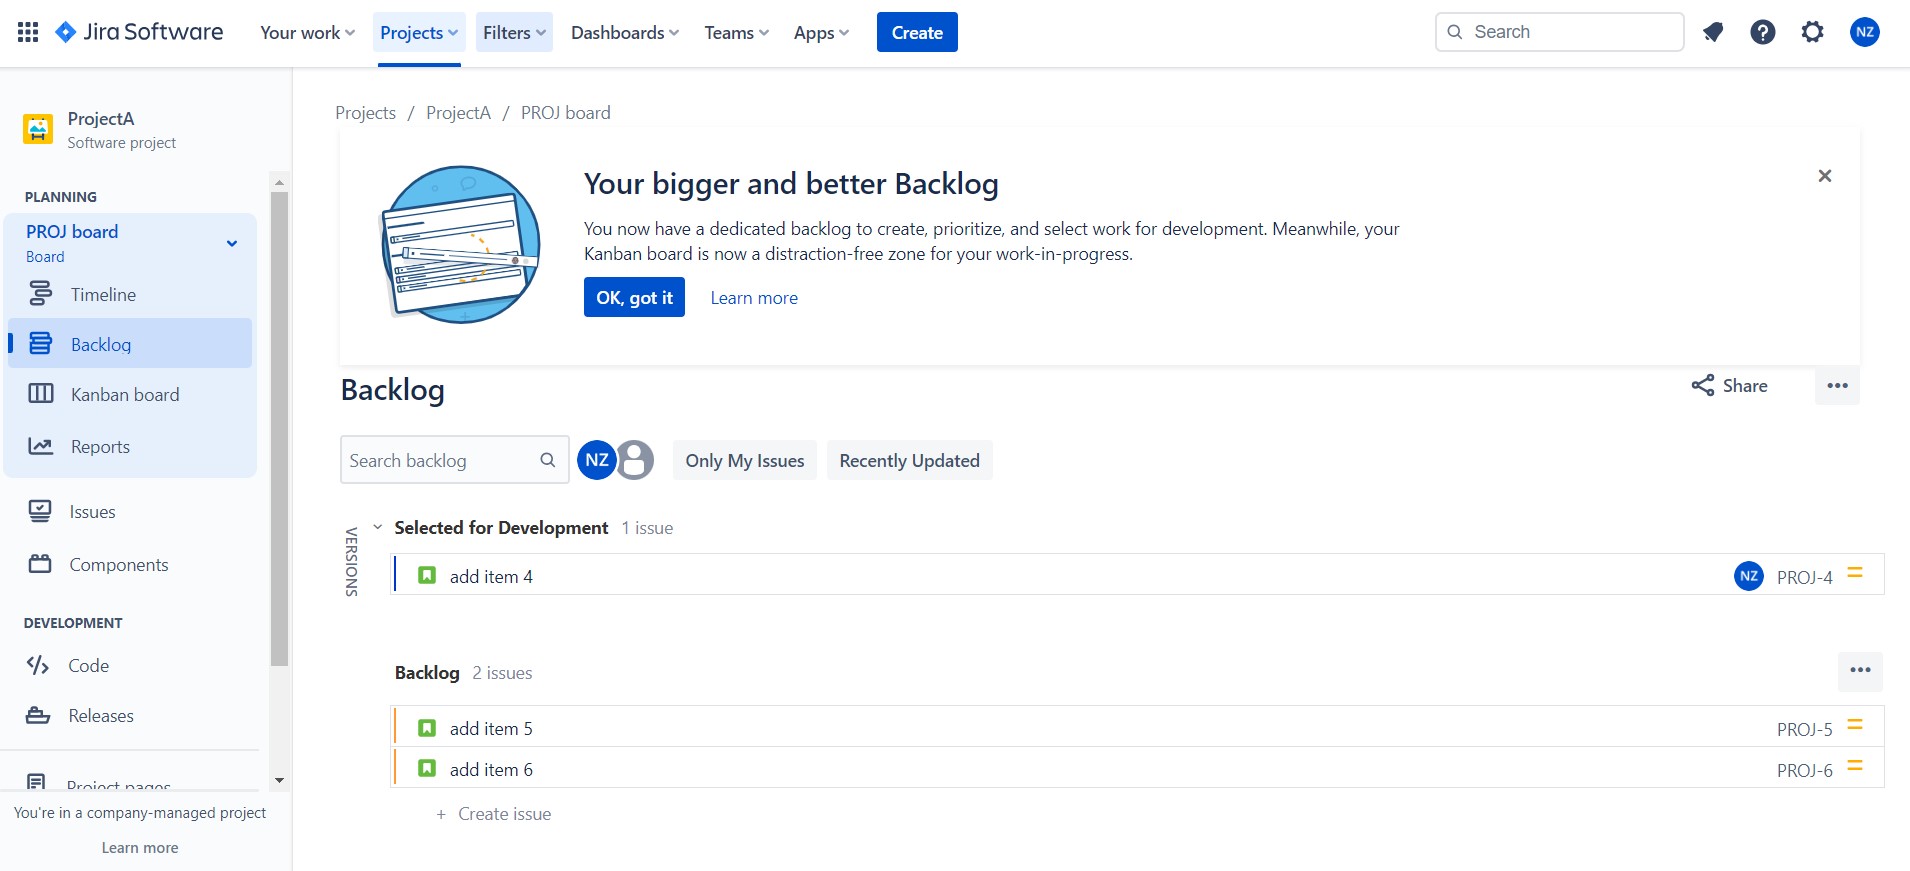 Jira Software
Your work
Projects
Filters
Dashboards
Teams
Apps
Create
Search
NZ
ProjectA
Software project
PLANNING
PROJ board
Board
Timeline
Backlog
Kanban board
Reports
Issues
Components
DEVELOPMENT
Code
Releases
Project pages
You're in a company-managed project
Learn more
Projects / ProjectA / PROJ board
Your bigger and better Backlog
You now have a dedicated backlog to create, prioritize, and select work for development. Meanwhile, your
Kanban board is now a distraction-free zone for your work-in-progress.
OK, got it
Learn more
Backlog
Share
Search backlog
NZ
Only My Issues
Recently Updated
VERSIONS
Selected for Development 1 issue
add item 4 NZ PROJ-4
Backlog 2 issues
add item 5 PROJ-5
add item 6 PROJ-6
+ Create issue